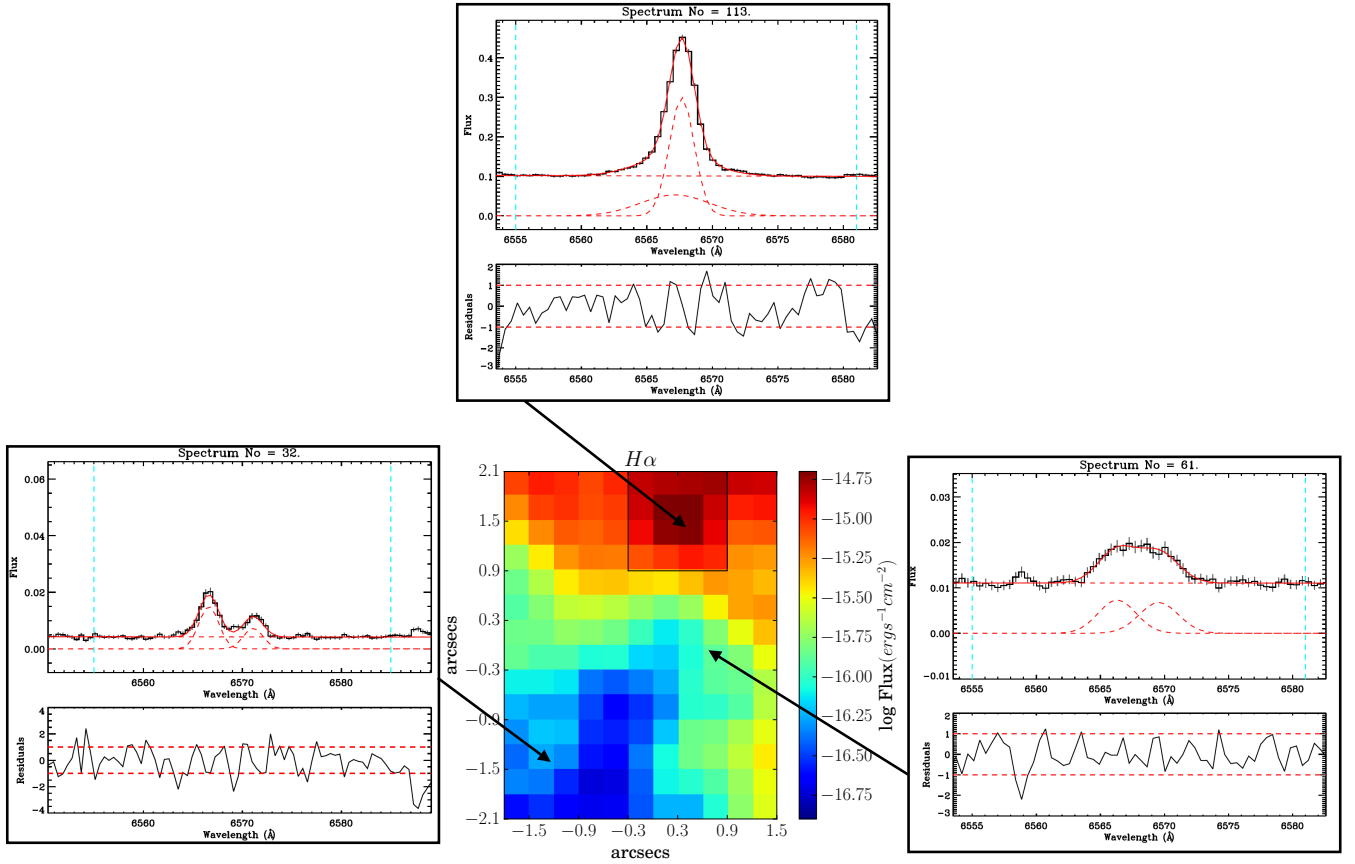 Spectrum No = 113.
Flux
0.4
0.3
0.2
0.1
0.0
6555 6560 6565 6570 6575 6580
Wavelength (Å)
Residuals
2
1
0
−1
−2
−3
6555 6560 6565 6570 6575 6580
Wavelength (Å)
Spectrum No = 32.
Flux
0.06
0.04
0.02
0.00
6560 6570 6580
Wavelength (Å)
Residuals
4
2
0
−2
−4
6560 6570 6580
Wavelength (Å)
Hα
arcsecs
2.1
1.5
0.9
0.3
−0.3
−0.9
−1.5
−2.1
−1.5 −0.9 −0.3 0.3 0.9 1.5
arcsecs
−14.75
−15.00
−15.25
−15.50
−15.75
−16.00
−16.25
−16.50
−16.75
log Flux(ergs⁻¹cm⁻²)
Spectrum No = 61.
Flux
0.03
0.02
0.01
0.00
−0.01
6555 6560 6565 6570 6575 6580
Wavelength (Å)
Residuals
2
1
0
−1
−2
−3
6555 6560 6565 6570 6575 6580
Wavelength (Å)